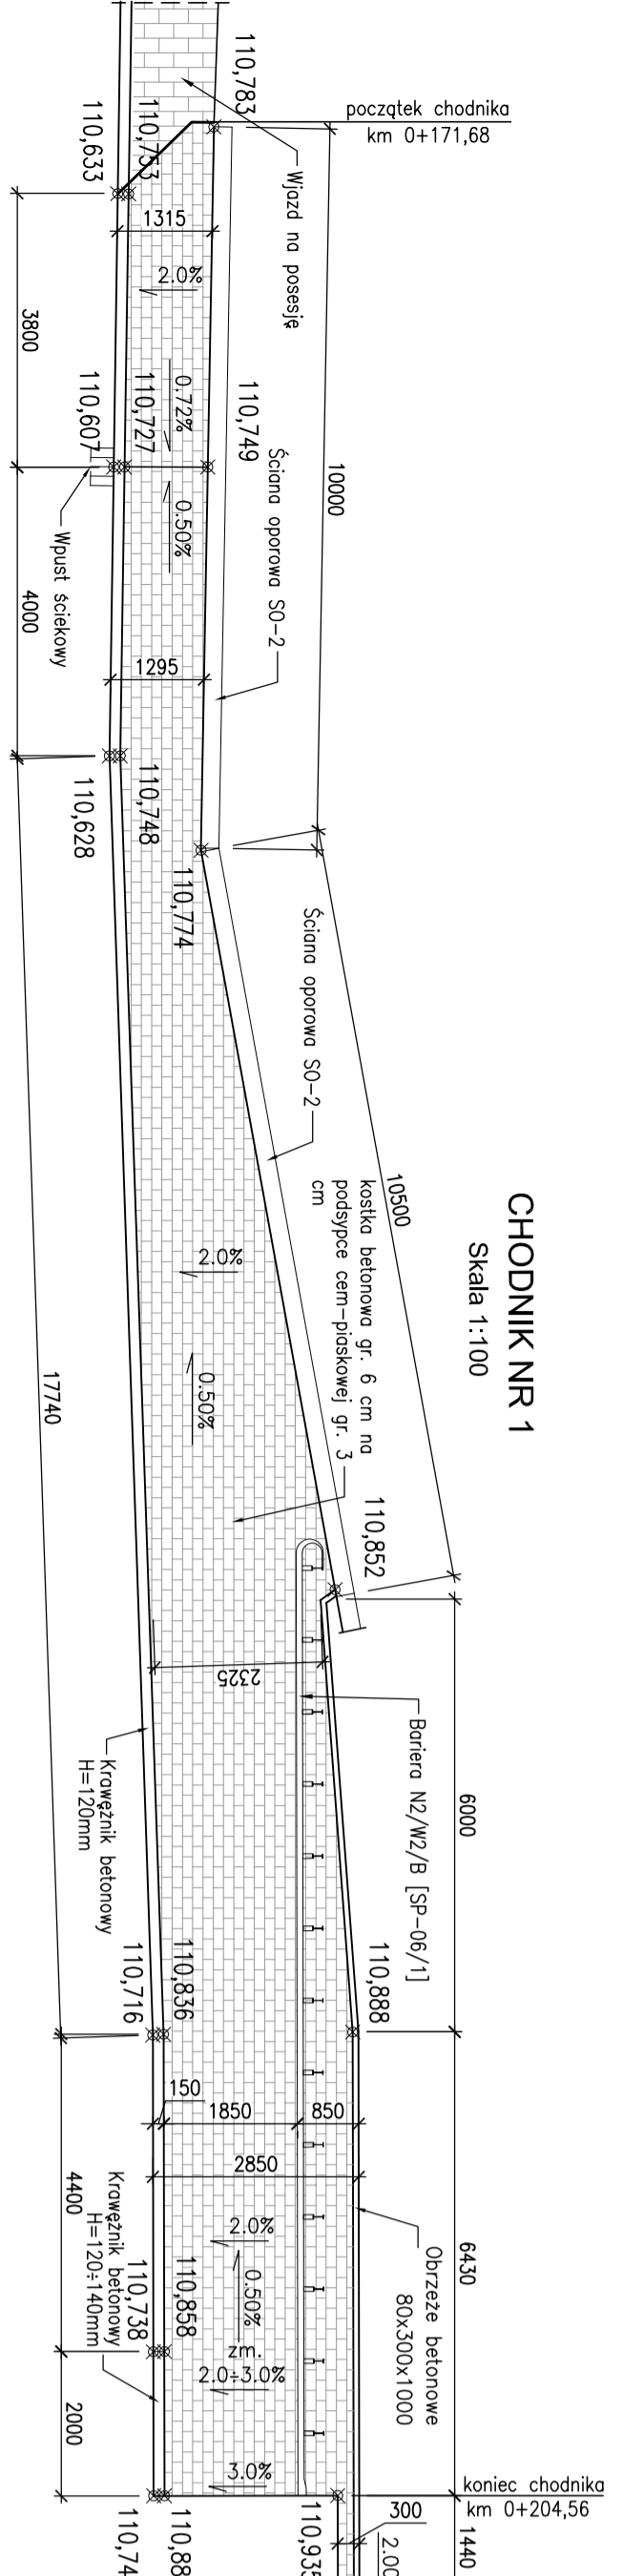 CHODNIK NR 1
Skala 1:100
początek chodnika
km 0+171,68
110,783
110,753
110,633
Wjazd na posesję
1315
2.0%
3800
0.72%
110,749
110,727
110,607
10000
Ściana oporowa SO-2
0.50%
Wpust ściekowy
4000
1295
110,748
110,628
110,774
Ściana oporowa SO-2
10500
kostka betonowa gr. 6 cm na
podsypce cem-piaskowej gr. 3
cm
2.0%
0.50%
17740
110,852
2325
Bariera N2/W2/B [SP-06/1]
6000
Krawężnik betonowy
H=120mm
110,888
110,836
110,716
150
1850
850
2850
4400
6430
2.0%
0.50%
zm.
2.0÷3.0%
Krawężnik betonowy
H=120÷140mm
110,858
110,738
Obrzeże betonowe
80x300x1000
2000
3.0%
koniec chodnika
km 0+204,56
300
1440
110,935